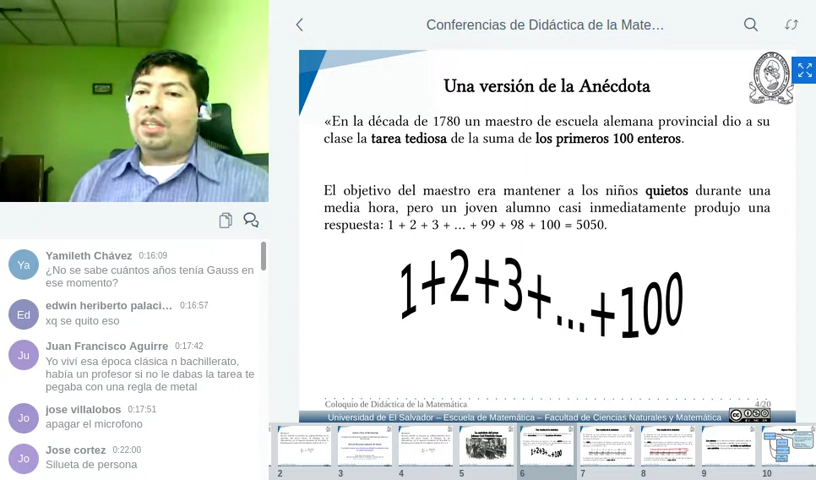 Conferencias de Didáctica de la Mate...
Una versión de la Anécdota
«En la década de 1780 un maestro de escuela alemana provincial dio a su
clase la tarea tediosa de la suma de los primeros 100 enteros.
El objetivo del maestro era mantener a los niños quietos durante una
media hora, pero un joven alumno casi inmediatamente produjo una
respuesta: 1 + 2 + 3 + ... + 99 + 98 + 100 = 5050.
1+2+3+...+100
Coloquio de Didáctica de la Matemática
4/20
Universidad de El Salvador – Escuela de Matemática – Facultad de Ciencias Naturales y Matemática
Ya
Yamileth Chávez 0:16:09
¿No se sabe cuántos años tenía Gauss en
ese momento?
Ed
edwin heriberto palaci... 0:16:57
xq se quito eso
Ju
Juan Francisco Aguirre 0:17:42
Yo viví esa época clásica n bachillerato,
había un profesor si no le dabas la tarea te
pegaba con una regla de metal
Jo
jose villalobos 0:17:51
apagar el microfono
Jo
Jose cortez 0:22:00
Silueta de persona
2 3 4 5 6 7 8 9 10